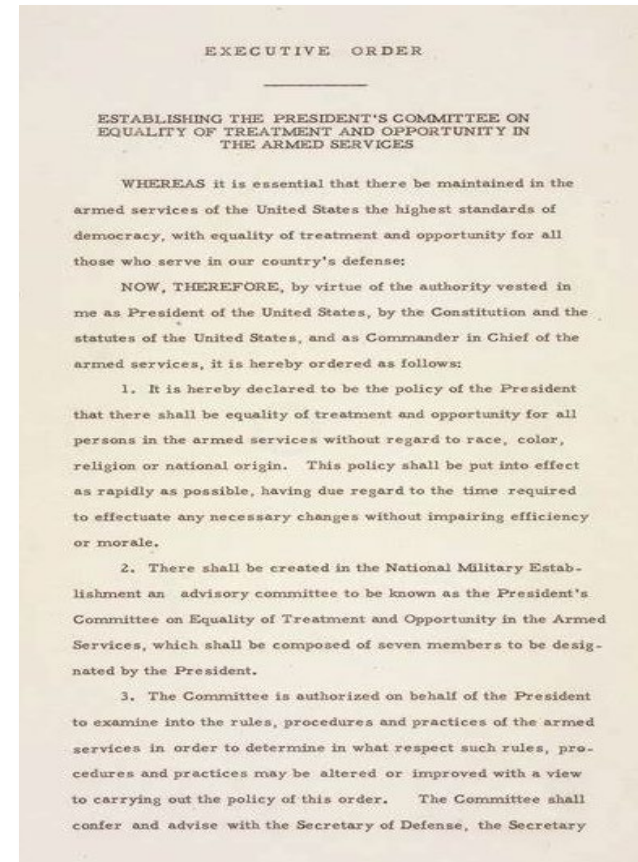 EXECUTIVE ORDER
ESTABLISHING THE PRESIDENT'S COMMITTEE ON
EQUALITY OF TREATMENT AND OPPORTUNITY IN
THE ARMED SERVICES
WHEREAS it is essential that there be maintained in the
armed services of the United States the highest standards of
democracy, with equality of treatment and opportunity for all
those who serve in our country's defense:
NOW, THEREFORE, by virtue of the authority vested in
me as President of the United States, by the Constitution and the
statutes of the United States, and as Commander in Chief of the
armed services, it is hereby ordered as follows:
1. It is hereby declared to be the policy of the President
that there shall be equality of treatment and opportunity for all
persons in the armed services without regard to race, color,
religion or national origin. This policy shall be put into effect
as rapidly as possible, having due regard to the time required
to effectuate any necessary changes without impairing efficiency
or morale.
2. There shall be created in the National Military Estab-
lishment an advisory committee to be known as the President's
Committee on Equality of Treatment and Opportunity in the Armed
Services, which shall be composed of seven members to be desig-
nated by the President.
3. The Committee is authorized on behalf of the President
to examine into the rules, procedures and practices of the armed
services in order to determine in what respect such rules, pro-
cedures and practices may be altered or improved with a view
to carrying out the policy of this order. The Committee shall
confer and advise with the Secretary of Defense, the Secretary